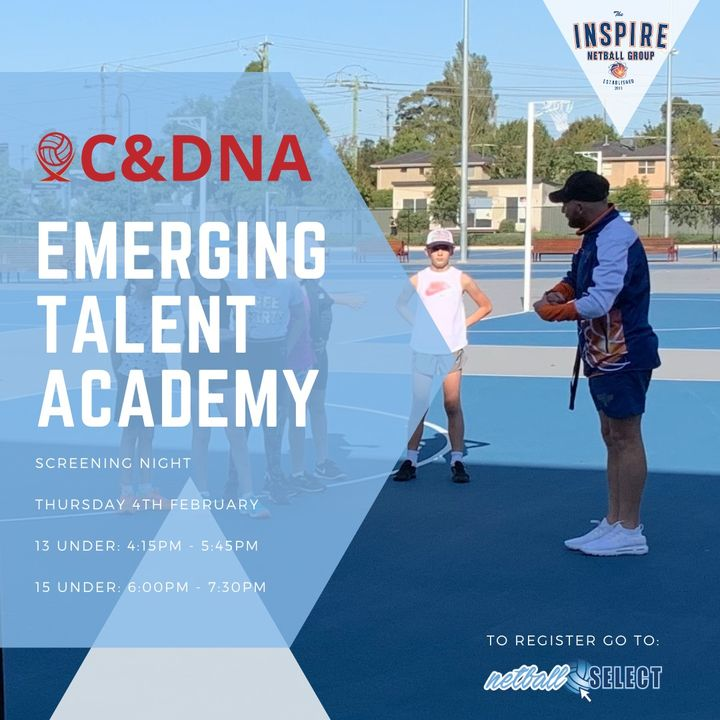 The
INSPIRE
NETBALL GROUP
ESTABLISHED
C&DNA
EMERGING
TALENT
ACADEMY
SCREENING NIGHT
THURSDAY 4TH FEBRUARY
13 UNDER: 4:15PM - 5:45PM
15 UNDER: 6:00PM - 7:30PM
TO REGISTER GO TO:
netball SELECT